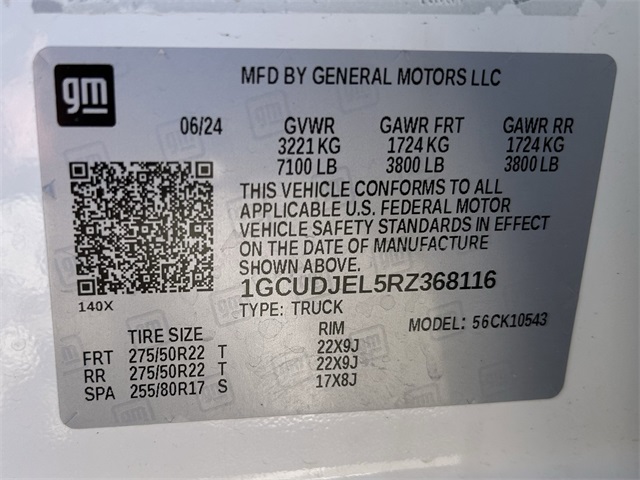 gm
MFD BY GENERAL MOTORS LLC
06/24 GVWR GAWR FRT GAWR RR
3221 KG 1724 KG 1724 KG
7100 LB 3800 LB 3800 LB
THIS VEHICLE CONFORMS TO ALL
APPLICABLE U.S. FEDERAL MOTOR
VEHICLE SAFETY STANDARDS IN EFFECT
ON THE DATE OF MANUFACTURE
SHOWN ABOVE.
140X
1GCUDJEL5RZ368116
TYPE: TRUCK
MODEL: 56CK10543
TIRE SIZE RIM
FRT 275/50R22 T 22X9J
RR 275/50R22 T 22X9J
SPA 255/80R17 S 17X8J